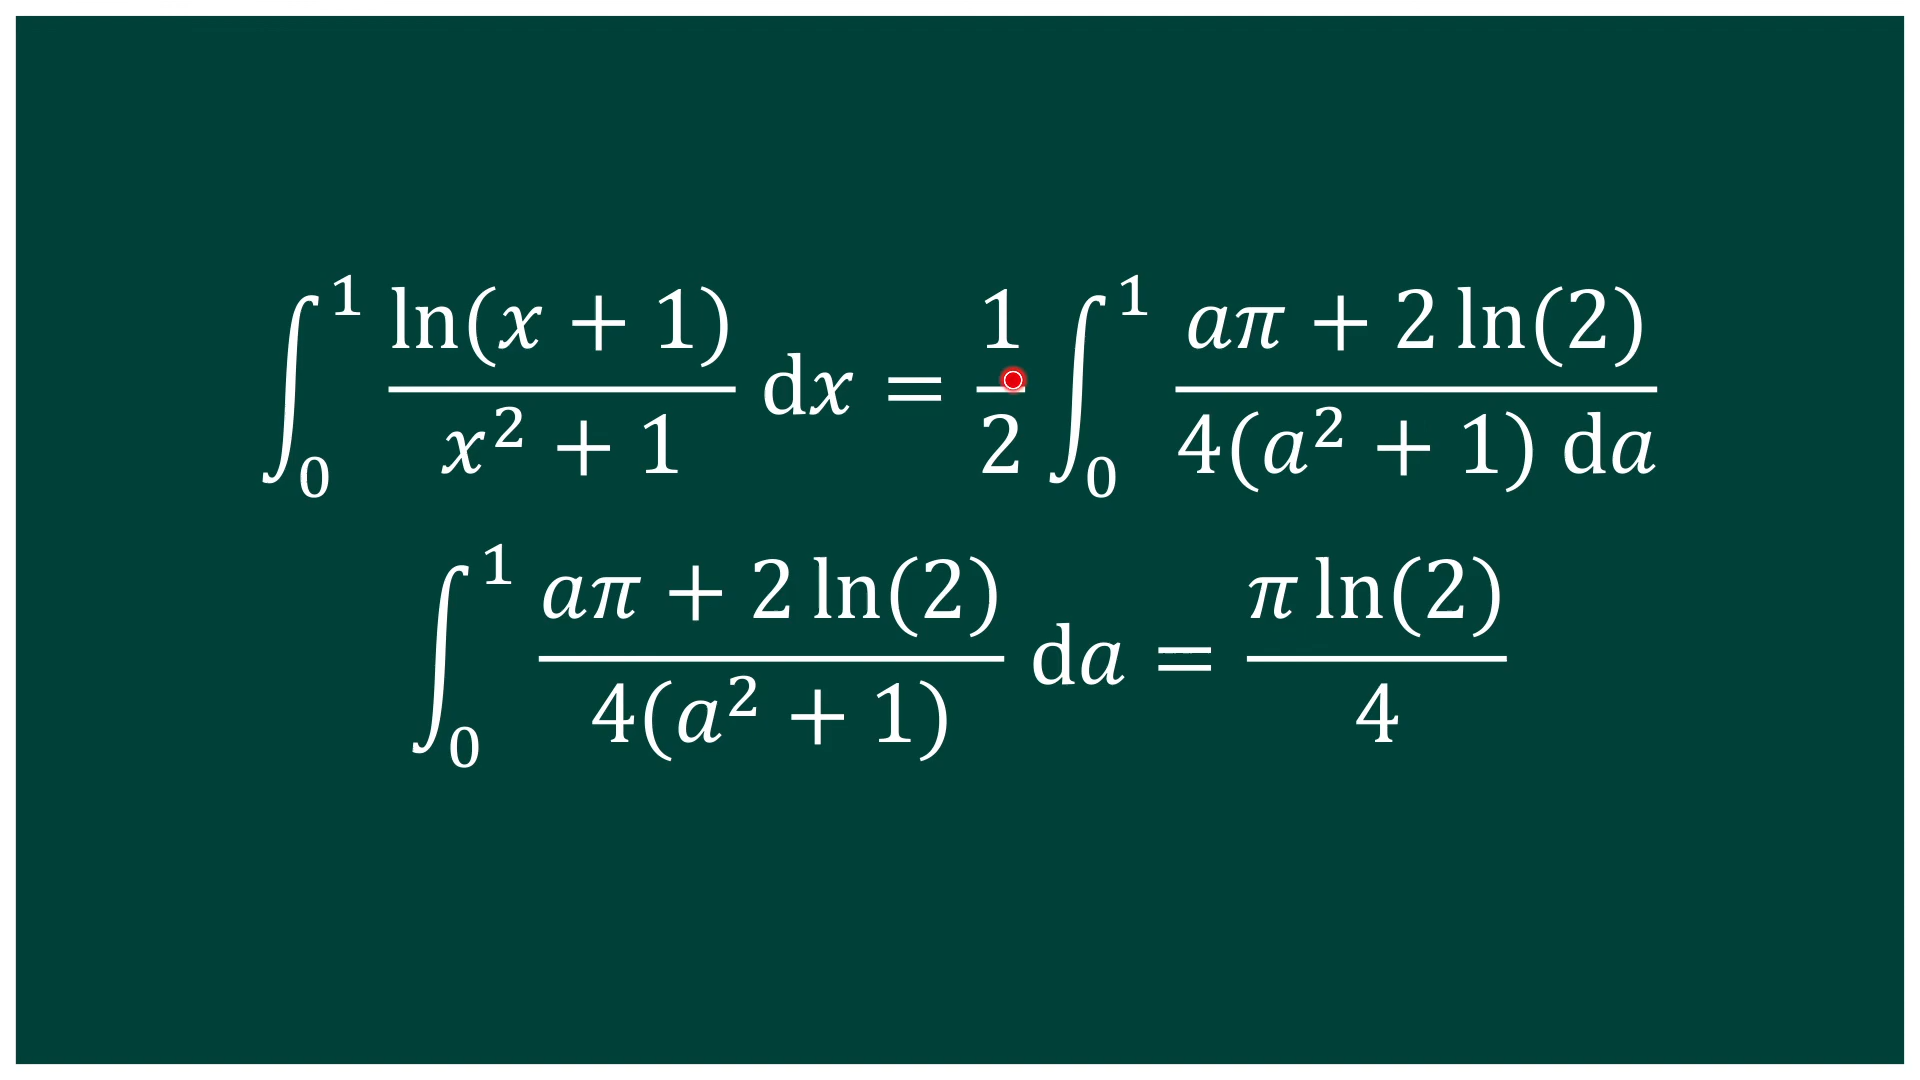 ∫₀¹ ln(x + 1)/(x² + 1) dx = 1/2 ∫₀¹ (aπ + 2 ln(2))/(4(a² + 1) da)
∫₀¹ (aπ + 2 ln(2))/(4(a² + 1)) da = π ln(2)/4